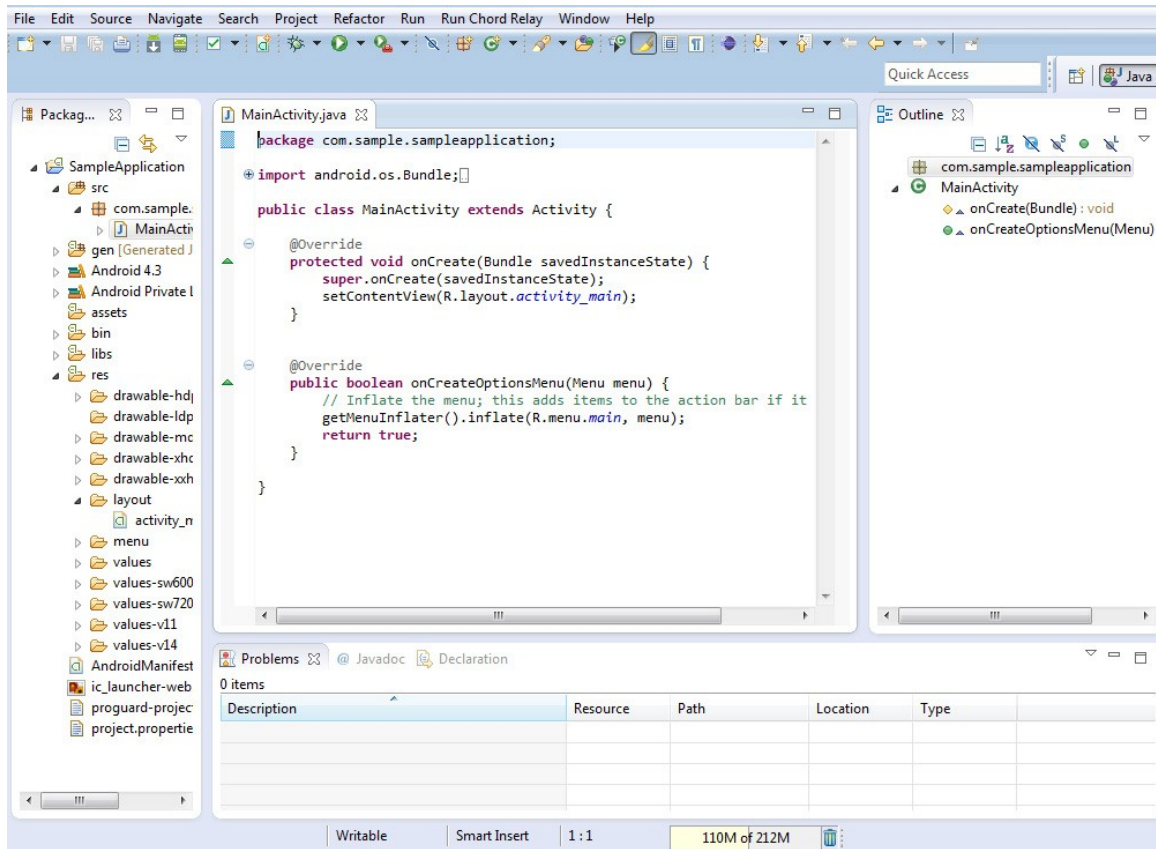 File Edit Source Navigate Search Project Refactor Run Run Chord Relay Window Help
Quick Access
Java
Packag...
SampleApplication
src
com.sample.
MainActiv
gen [Generated J
Android 4.3
Android Private L
assets
bin
libs
res
drawable-hdp
drawable-ldp
drawable-md
drawable-xhd
drawable-xxh
layout
activity_m
menu
values
values-sw600
values-sw720
values-v11
values-v14
AndroidManifest
ic_launcher-web
proguard-projec
project.propertie
MainActivity.java
package com.sample.sampleapplication;
import android.os.Bundle;
public class MainActivity extends Activity {
@Override
protected void onCreate(Bundle savedInstanceState) {
super.onCreate(savedInstanceState);
setContentView(R.layout.activity_main);
}
@Override
public boolean onCreateOptionsMenu(Menu menu) {
// Inflate the menu; this adds items to the action bar if it
getMenuInflater().inflate(R.menu.main, menu);
return true;
}
}
Outline
com.sample.sampleapplication
MainActivity
onCreate(Bundle) : void
onCreateOptionsMenu(Menu)
Problems @ Javadoc Declaration
0 items
Description Resource Path Location Type
Writable Smart Insert 1 : 1 110M of 212M